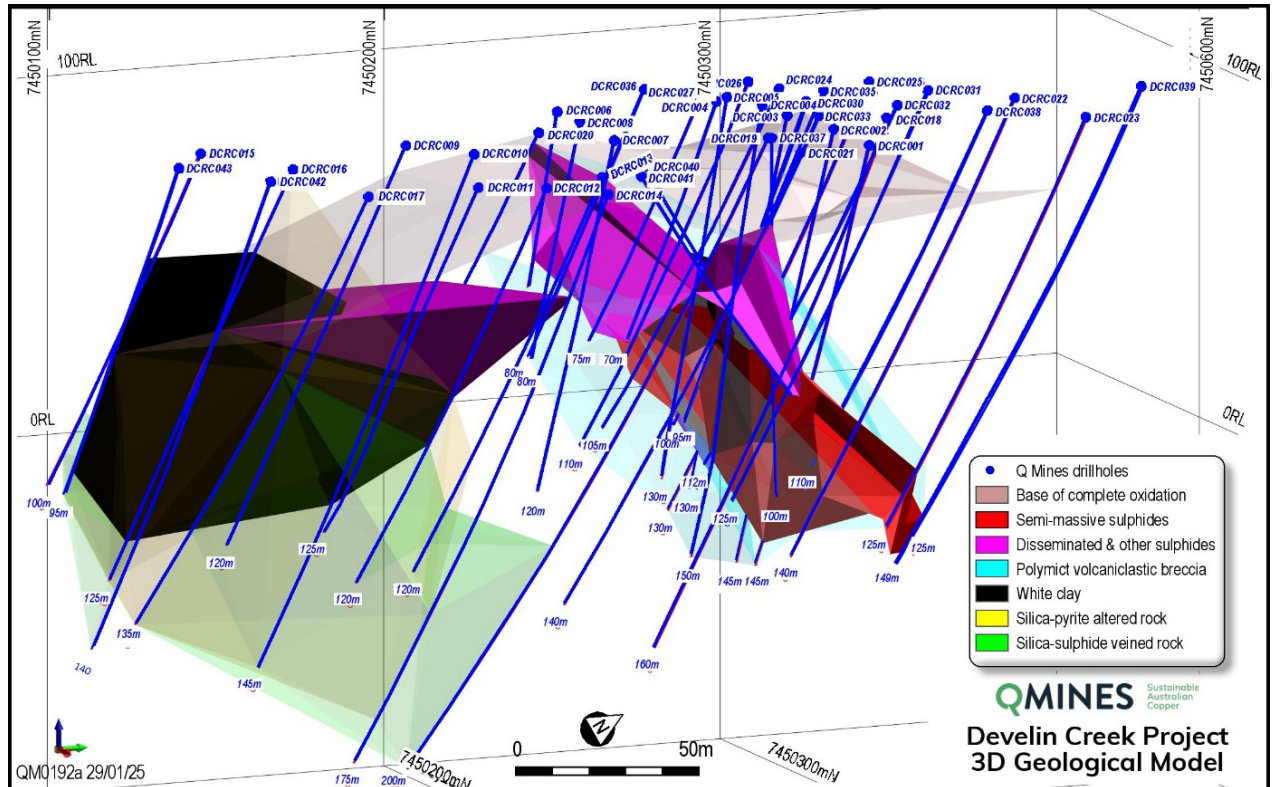 7450100mN
7450200mN
7450300mN
7450600mN
100RL
100RL
DCRC036
DCRC027
026
DCRC024
DCRC025
DCRC039
DCRC006
DCRC004
DCRC005
DCRC035
DCRC031
DCRC022
DCRC008
DCRC003
DCRC004
DCRC030
DCRC032
DCRC038
DCRC023
DCRC020
DCRC007
DCRC019
DCRC037
DCRC033
DCRC002
DCRC018
DCRC015
DCRC009
DCRC010
DCRC013
DCRC040
DCRC021
DCRC001
DCRC043
DCRC016
DCRC042
DCRC041
DCRC017
DCRC011
DCRC012
DCRC014
75m
70m
80m
80m
0RL
0RL
105m
100m
95m
110m
112m
110m
100m
95m
120m
130m
130m
130m
125m
100m
120m
125m
125m
125m
150m
145m
145m
140m
149m
125m
120m
120m
140m
135m
140
145m
160m
175m
200m
7450200mN
7450300mN
Q Mines drillholes
Base of complete oxidation
Semi-massive sulphides
Disseminated & other sulphides
Polymict volcaniclastic breccia
White clay
Silica-pyrite altered rock
Silica-sulphide veined rock
QMINES
Sustainable
Australian
Copper
Develin Creek Project
3D Geological Model
N
0
50m
QM0192a 29/01/25